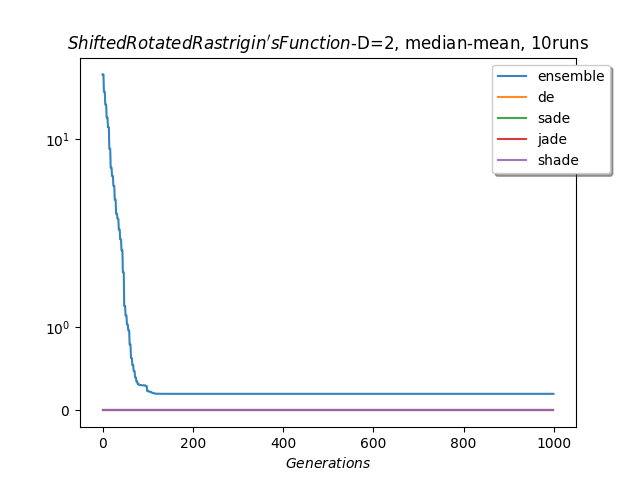 ShiftedRotatedRastrigin'sFunction-D=2, median-mean, 10runs
ensemble
de
sade
jade
shade
10¹
10⁰
0
0 200 400 600 800 1000
Generations